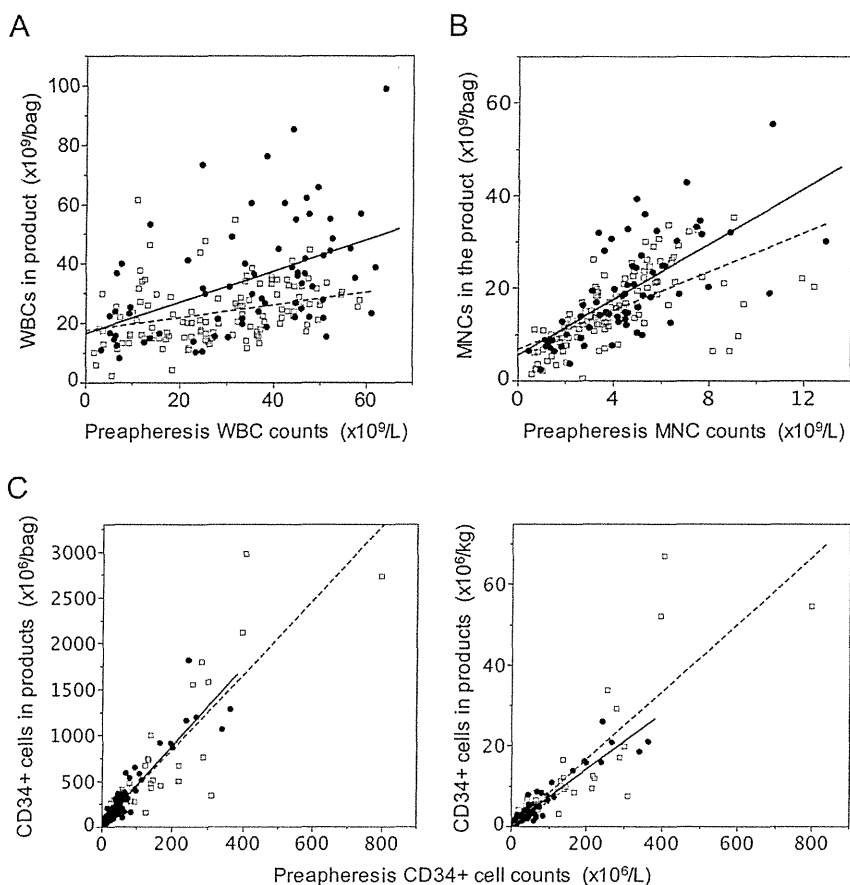 A
WBCs in product (x10⁹/bag)
100
80
60
40
20
0
0 20 40 60
Preapheresis WBC counts (x10⁹/L)
B
MNCs in the product (x10⁹/bag)
60
40
20
0
0 4 8 12
Preapheresis MNC counts (x10⁹/L)
C
CD34+ cells in products (x10⁶/bag)
3000
2500
2000
1500
1000
500
0
0 200 400 600 800
CD34+ cells in products (x10⁶/kg)
60
40
20
0
0 200 400 600 800
Preapheresis CD34+ cell counts (x10⁶/L)